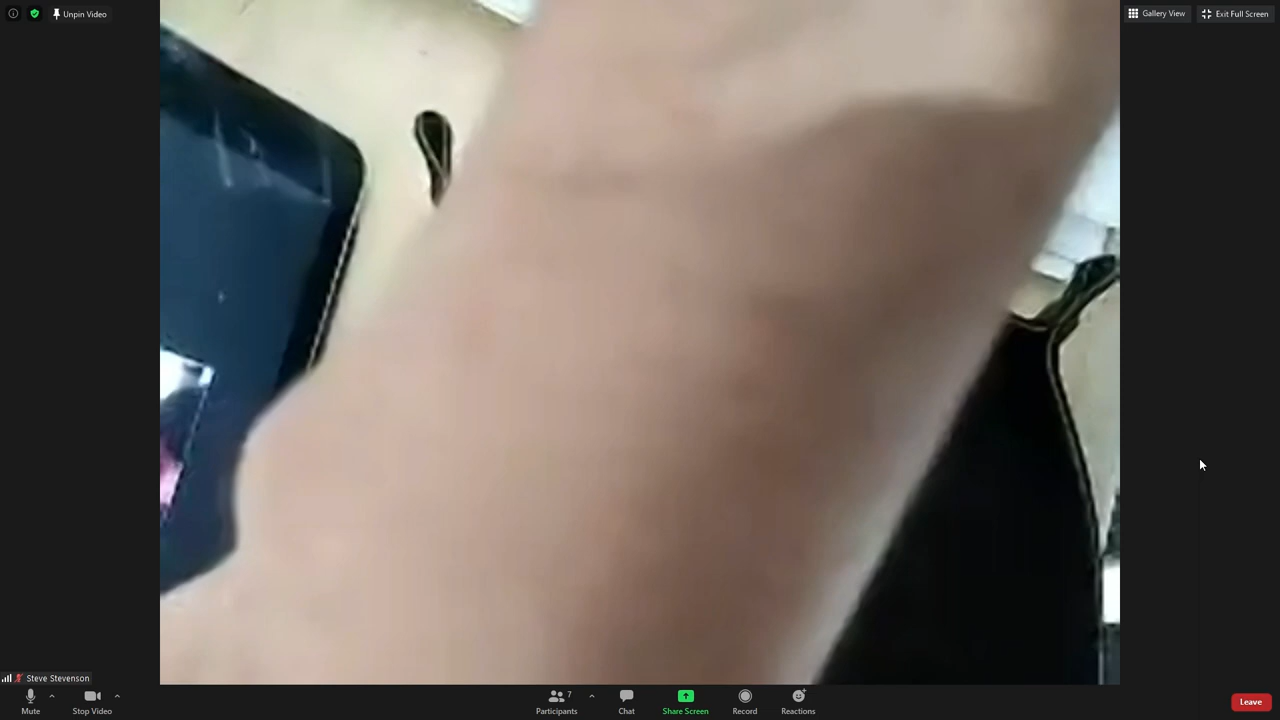 Unpin Video
Gallery View
Exit Full Screen
Steve Stevenson
Mute
Stop Video
Participants
7
Chat
Share Screen
Record
Reactions
Leave